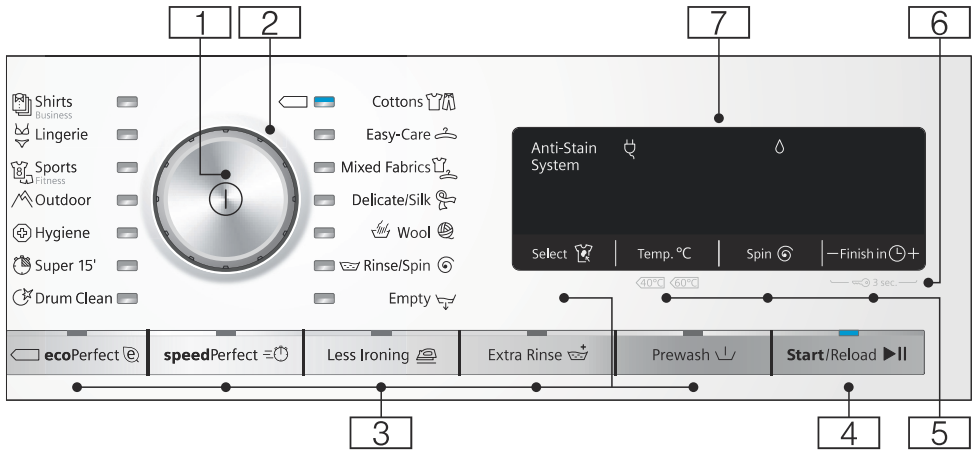 1
2
7
6
Shirts
Business
Lingerie
Sports
Fitness
Outdoor
Hygiene
Super 15'
Drum Clean
Cottons
Easy-Care
Mixed Fabrics
Delicate/Silk
Wool
Rinse/Spin
Empty
Anti-Stain
System
Select
Temp. °C
Spin
– Finish in +
40°C 60°C
3 sec.
ecoPerfect
speedPerfect
Less Ironing
Extra Rinse
Prewash
Start/Reload
3
4
5